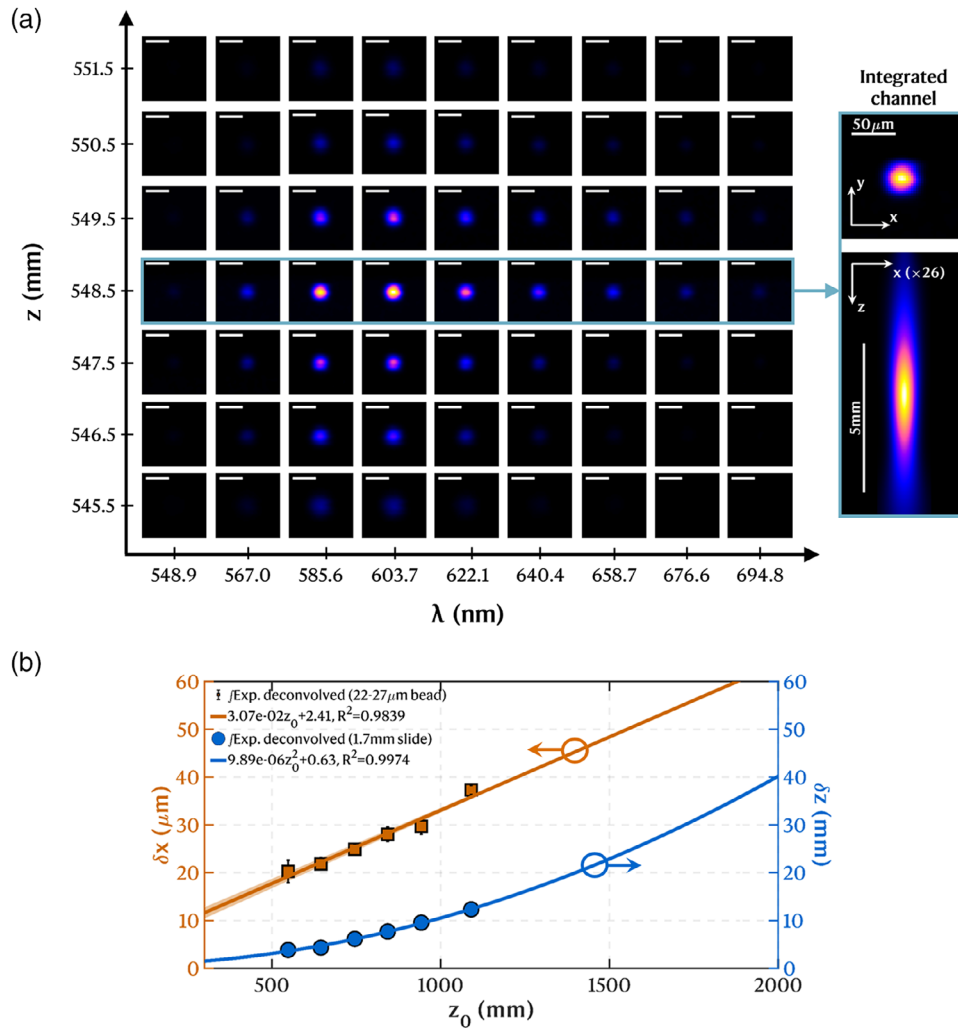 (a)
551.5
550.5
549.5
548.5
547.5
546.5
545.5
z (mm)
548.9 567.0 585.6 603.7 622.1 640.4 658.7 676.6 694.8
λ (nm)
Integrated
channel
50μm
y
x
x (×26)
z
5mm
(b)
60
50
40
30
20
10
0
δx (μm)
∫Exp. deconvolved (22-27μm bead)
3.07e-02z₀+2.41, R²=0.9839
∫Exp. deconvolved (1.7mm slide)
9.89e-06z₀²+0.63, R²=0.9974
60
50
40
30
20
10
0
δz (mm)
500 1000 1500 2000
z₀ (mm)